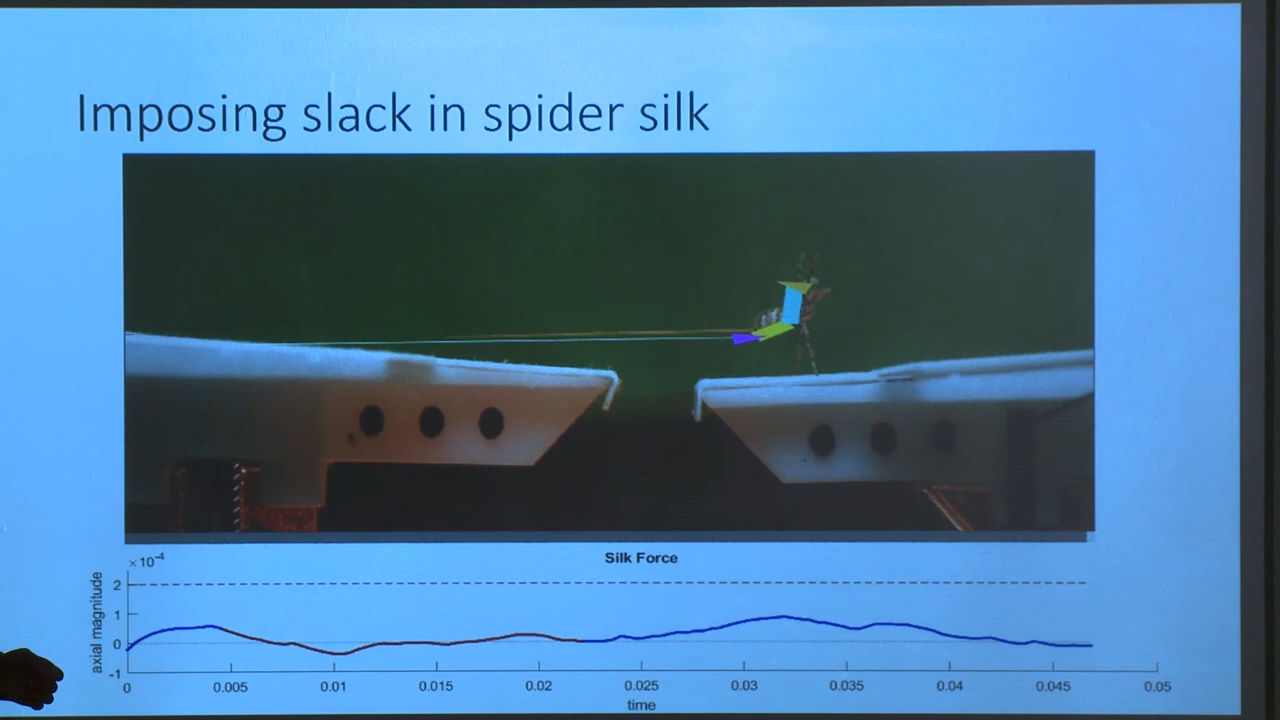 Imposing slack in spider silk
Silk Force
×10⁻⁴
axial magnitude
2
1
0
-1
0 0.005 0.01 0.015 0.02 0.025 0.03 0.035 0.04 0.045 0.05
time